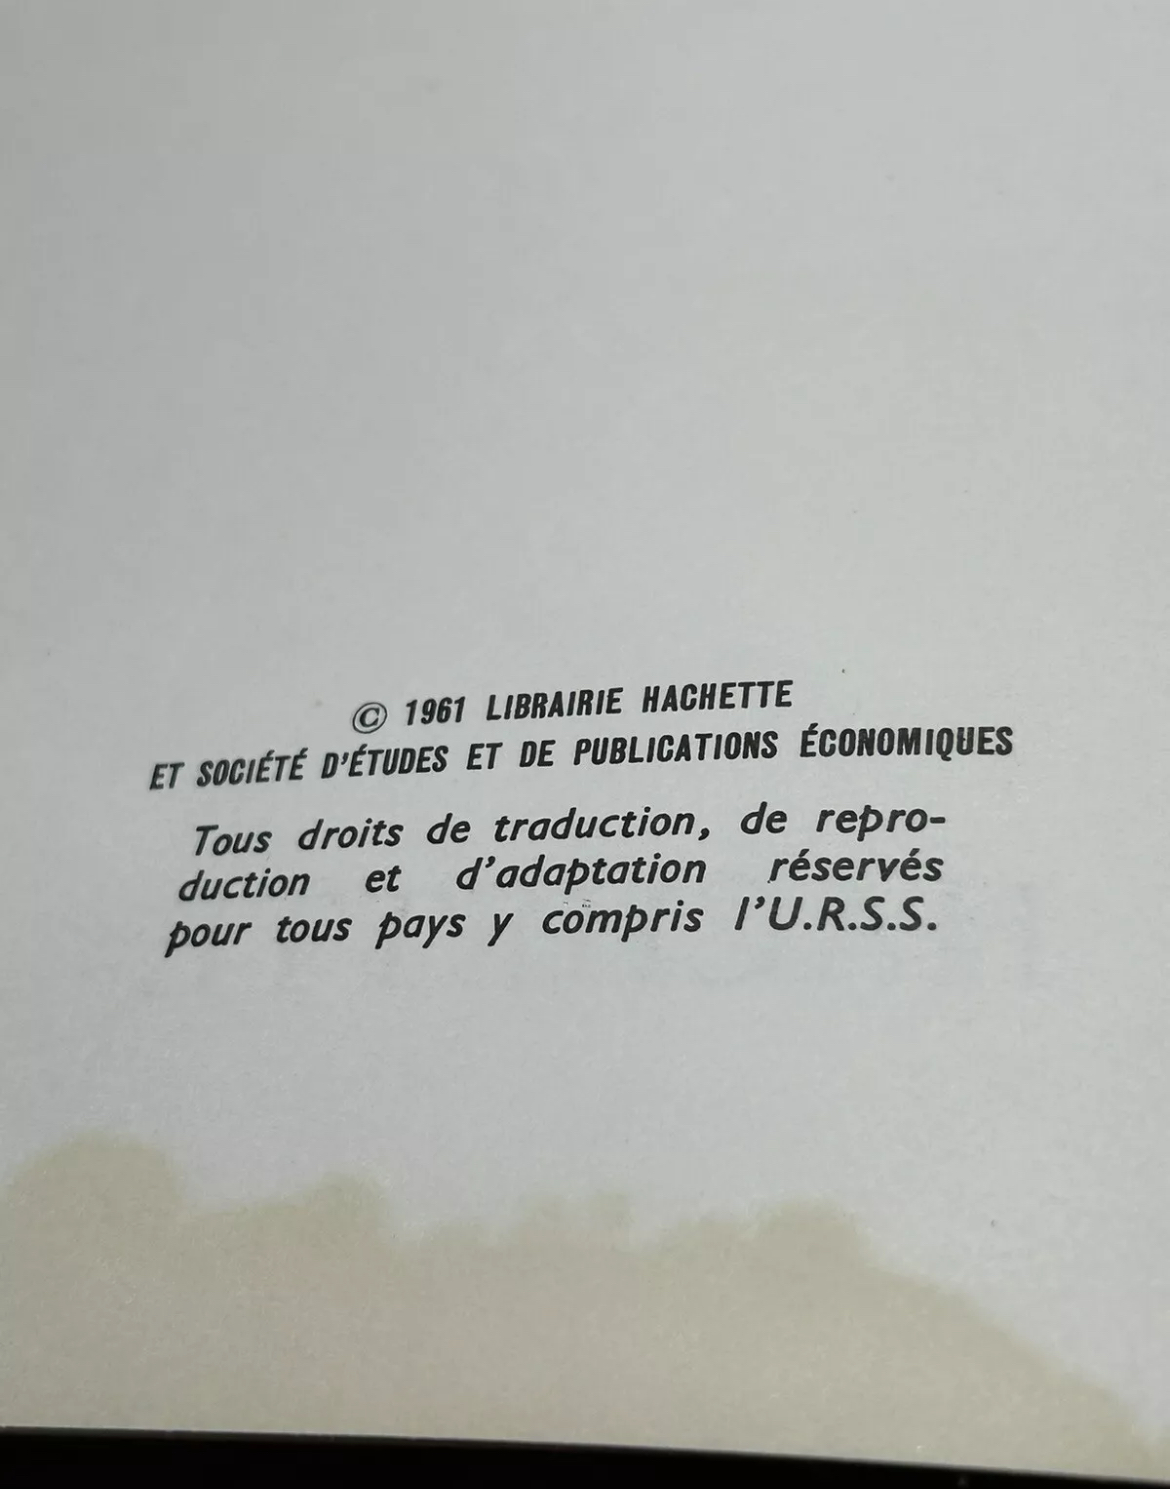 © 1961 LIBRAIRIE HACHETTE
ET SOCIÉTÉ D'ÉTUDES ET DE PUBLICATIONS ÉCONOMIQUES
Tous droits de traduction, de repro-
duction et d'adaptation réservés
pour tous pays y compris l'U.R.S.S.